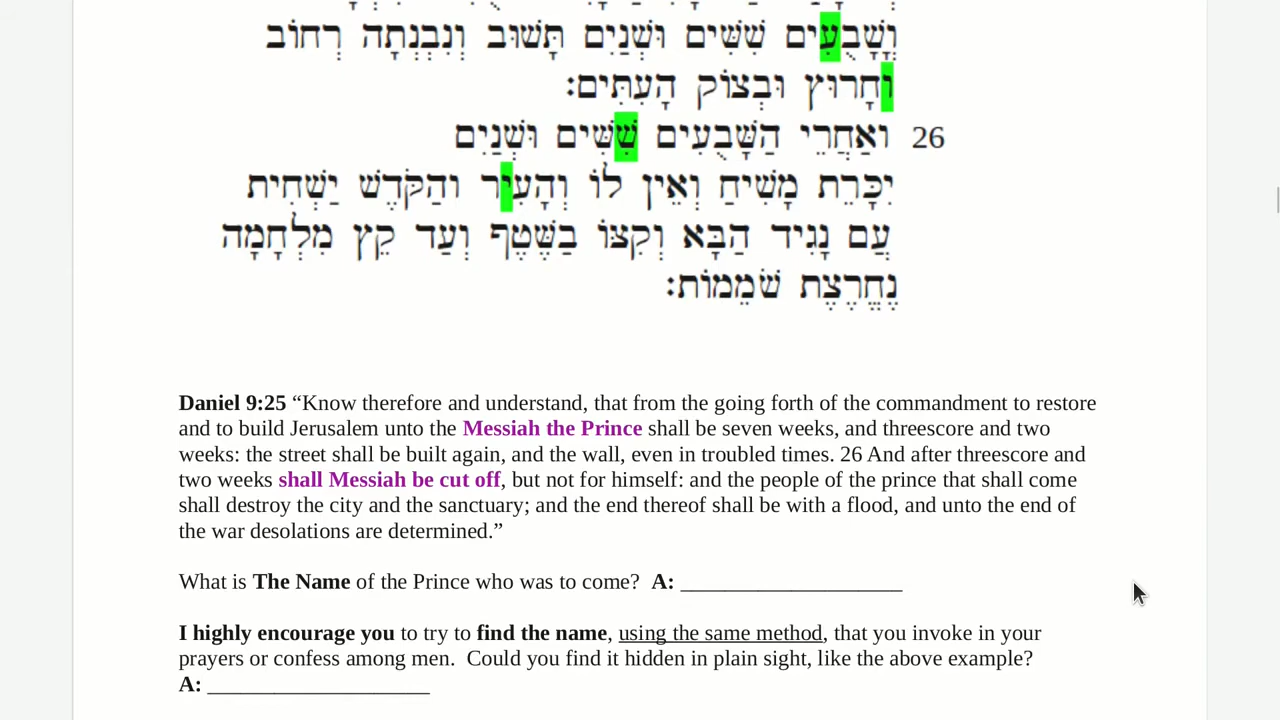 וְשָׁבֻעִים שִׁשִּׁים וּשְׁנַיִם תָּשׁוּב וְנִבְנְתָה רְחוֹב
וְחָרוּץ וּבְצוֹק הָעִתִּים׃
26 וְאַחֲרֵי הַשָּׁבֻעִים שִׁשִּׁים וּשְׁנַיִם
יִכָּרֵת מָשִׁיחַ וְאֵין לוֹ וְהָעִיר וְהַקֹּדֶשׁ יַשְׁחִית
עַם נָגִיד הַבָּא וְקִצּוֹ בַשֶּׁטֶף וְעַד קֵץ מִלְחָמָה
נֶחֱרֶצֶת שֹׁמֵמוֹת׃
Daniel 9:25 “Know therefore and understand, that from the going forth of the commandment to restore
and to build Jerusalem unto the Messiah the Prince shall be seven weeks, and threescore and two
weeks: the street shall be built again, and the wall, even in troubled times. 26 And after threescore and
two weeks shall Messiah be cut off, but not for himself: and the people of the prince that shall come
shall destroy the city and the sanctuary; and the end thereof shall be with a flood, and unto the end of
the war desolations are determined.”
What is The Name of the Prince who was to come? A: ____________________
I highly encourage you to try to find the name, using the same method, that you invoke in your
prayers or confess among men. Could you find it hidden in plain sight, like the above example?
A: ____________________